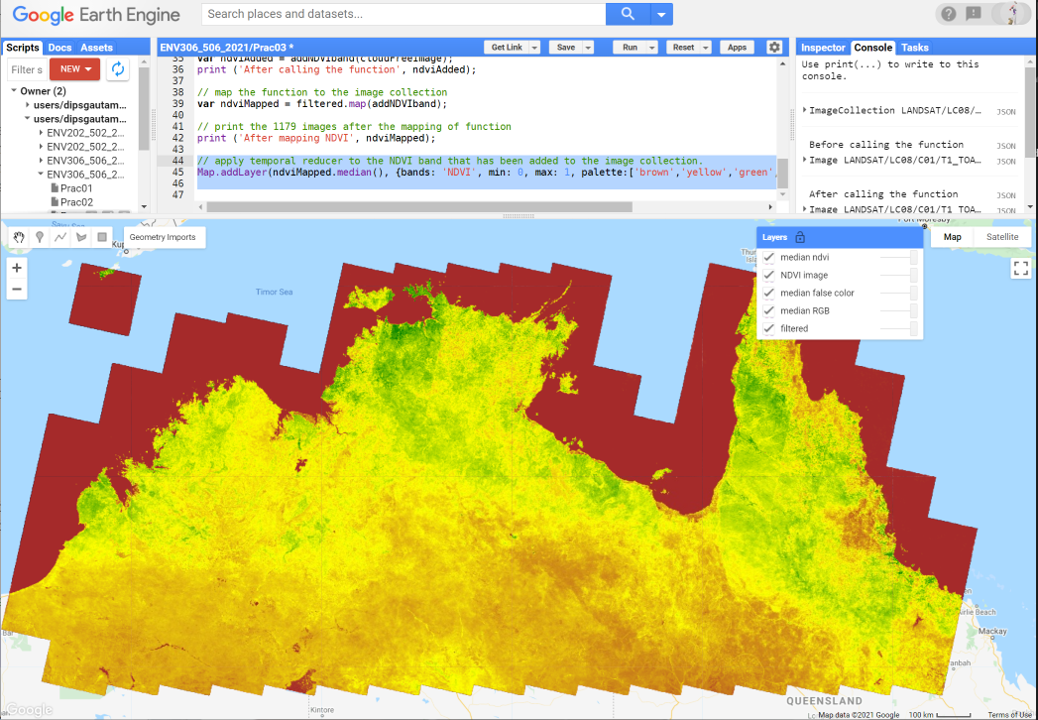 Google Earth Engine
Search places and datasets...
Scripts Docs Assets
ENV306_506_2021/Prac03 *
Get Link Save Run Reset Apps
Inspector Console Tasks
Filter s
NEW
Owner (2)
users/dipsgautam...
users/dipsgautam...
ENV202_502_2...
ENV202_502_2...
ENV306_506_2...
ENV306_506_2...
Prac01
Prac02
35 var ndviAdded = addNDVIband(cloudFreeImage);
36 print ('After calling the function', ndviAdded);
37
38 // map the function to the image collection
39 var ndviMapped = filtered.map(addNDVIband);
40
41 // print the 1179 images after the mapping of function
42 print ('After mapping NDVI', ndviMapped);
43
44 // apply temporal reducer to the NDVI band that has been added to the image collection.
45 Map.addLayer(ndviMapped.median(), {bands: 'NDVI', min: 0, max: 1, palette:['brown','yellow','green',
46
47
Use print(...) to write to this
console.
ImageCollection LANDSAT/LC08/... JSON
Before calling the function JSON
Image LANDSAT/LC08/C01/T1_TOA... JSON
After calling the function JSON
Image LANDSAT/LC08/C01/T1 TOA... JSON
Geometry Imports
Kup
Port Moresby
Layers
median ndvi
NDVI image
median false color
median RGB
filtered
Map Satellite
+
−
Timor Sea
Airlie Beach
Mackay
QUEENSLAND
Kintore
Google
Map data ©2021 Google 100 km Terms of Use